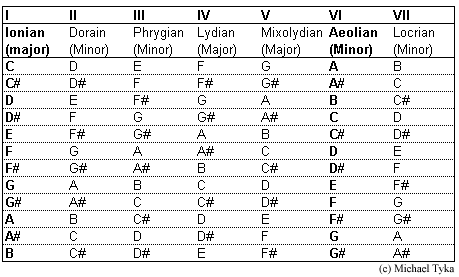 I II III IV V VI VII
Ionian (major) Dorain (Minor) Phrygian (Minor) Lydian (Major) Mixolydian (Major) Aeolian (Minor) Locrian (Minor)
C D E F G A B
C# D# F F# G# A# C
D E F# G A B C#
D# F G G# A# C D
E F# G# A B C# D#
F G A A# C D E
F# G# A# B C# D# F
G A B C D E F#
G# A# C C# D# F G
A B C# D E F# G#
A# C D D# F G A
B C# D# E F# G# A#
(c) Michael Tyka